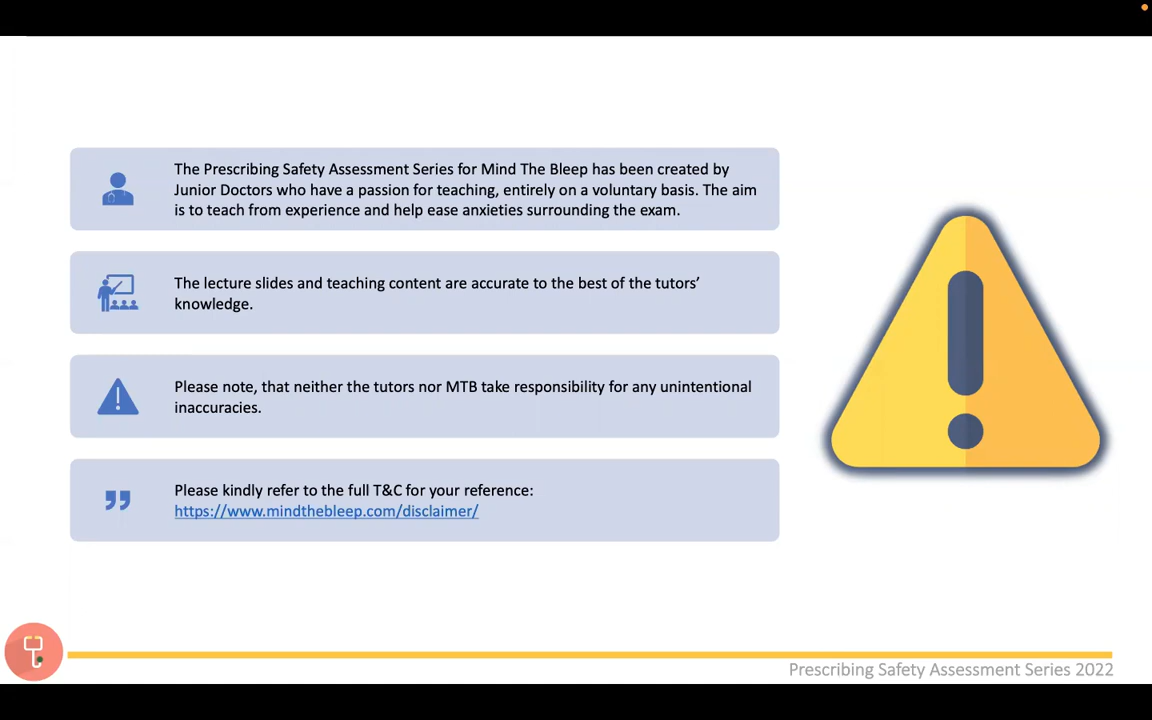 The Prescribing Safety Assessment Series for Mind The Bleep has been created by
Junior Doctors who have a passion for teaching, entirely on a voluntary basis. The aim
is to teach from experience and help ease anxieties surrounding the exam.
The lecture slides and teaching content are accurate to the best of the tutors’
knowledge.
Please note, that neither the tutors nor MTB take responsibility for any unintentional
inaccuracies.
Please kindly refer to the full T&C for your reference:
https://www.mindthebleep.com/disclaimer/
Prescribing Safety Assessment Series 2022